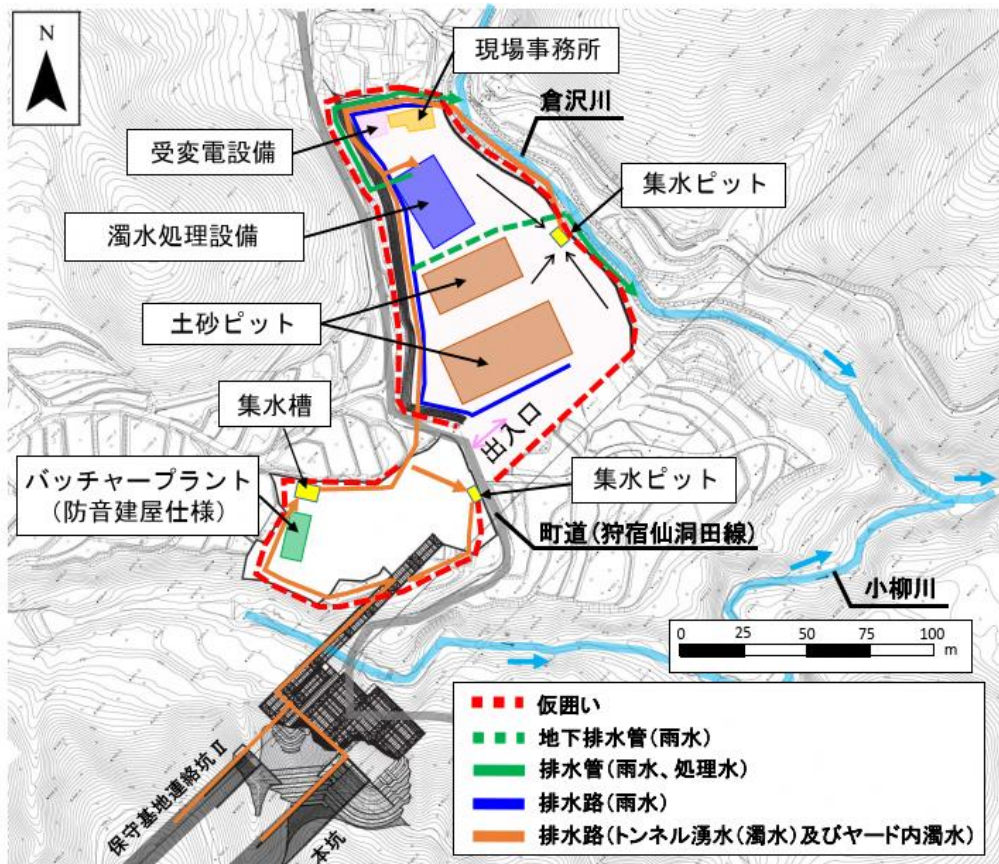 N
現場事務所
倉沢川
受変電設備
集水ピット
濁水処理設備
土砂ピット
集水槽
出入口
バッチャープラント
（防音建屋仕様）
集水ピット
町道(狩宿仙洞田線)
小柳川
0 25 50 75 100
m
保守基地連絡坑Ⅱ
本坑
仮囲い
地下排水管(雨水)
排水管(雨水、処理水)
排水路(雨水)
排水路(トンネル湧水(濁水)及びヤード内濁水)